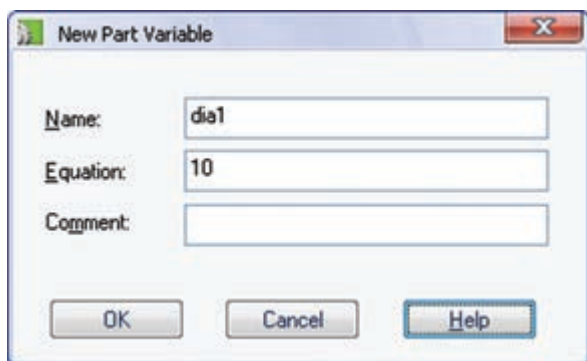 New Part Variable
Name: dia1
Equation: 10
Comment:
OK Cancel Help